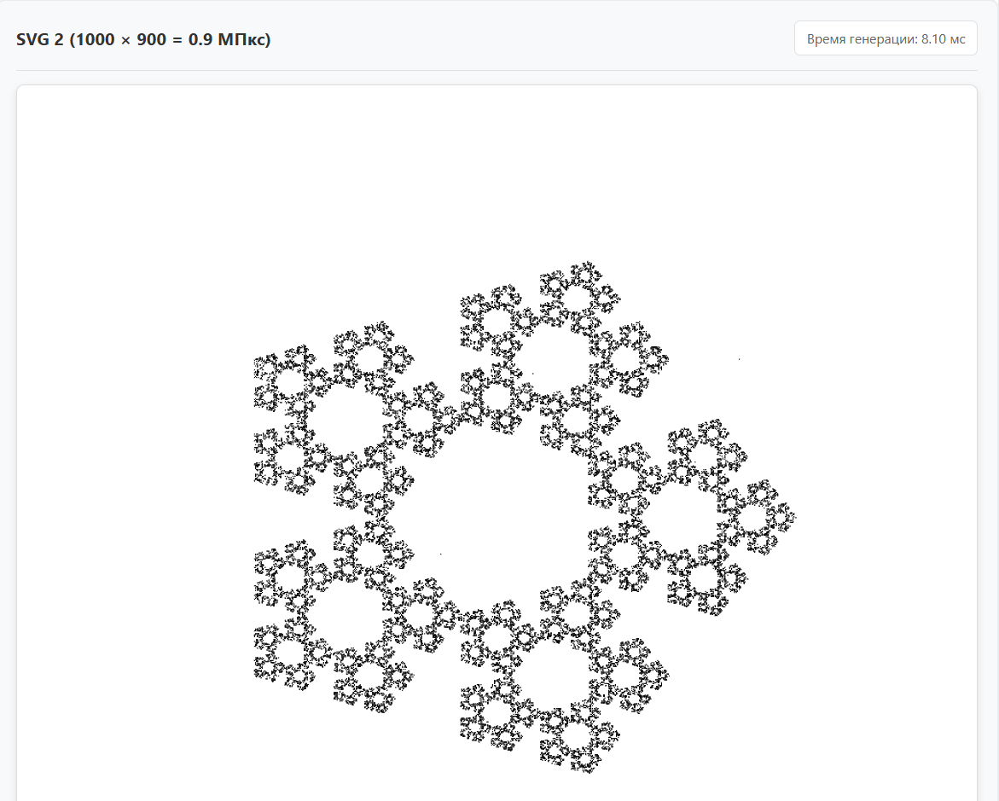 SVG 2 (1000 × 900 = 0.9 МПкс)
Время генерации: 8.10 мс